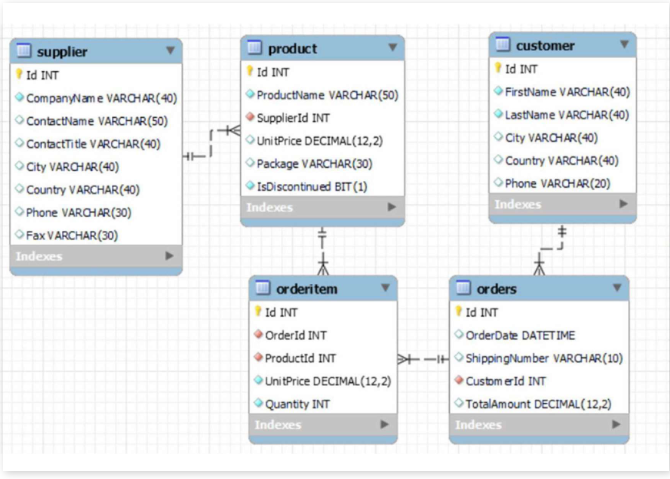 supplier
Id INT
CompanyName VARCHAR(40)
ContactName VARCHAR(50)
ContactTitle VARCHAR(40)
City VARCHAR(40)
Country VARCHAR(40)
Phone VARCHAR(30)
Fax VARCHAR(30)
Indexes
product
Id INT
ProductName VARCHAR(50)
SupplierId INT
UnitPrice DECIMAL(12,2)
Package VARCHAR(30)
IsDiscontinued BIT(1)
Indexes
customer
Id INT
FirstName VARCHAR(40)
LastName VARCHAR(40)
City VARCHAR(40)
Country VARCHAR(40)
Phone VARCHAR(20)
Indexes
orderitem
Id INT
OrderId INT
ProductId INT
UnitPrice DECIMAL(12,2)
Quantity INT
Indexes
orders
Id INT
OrderDate DATETIME
ShippingNumber VARCHAR(10)
CustomerId INT
TotalAmount DECIMAL(12,2)
Indexes